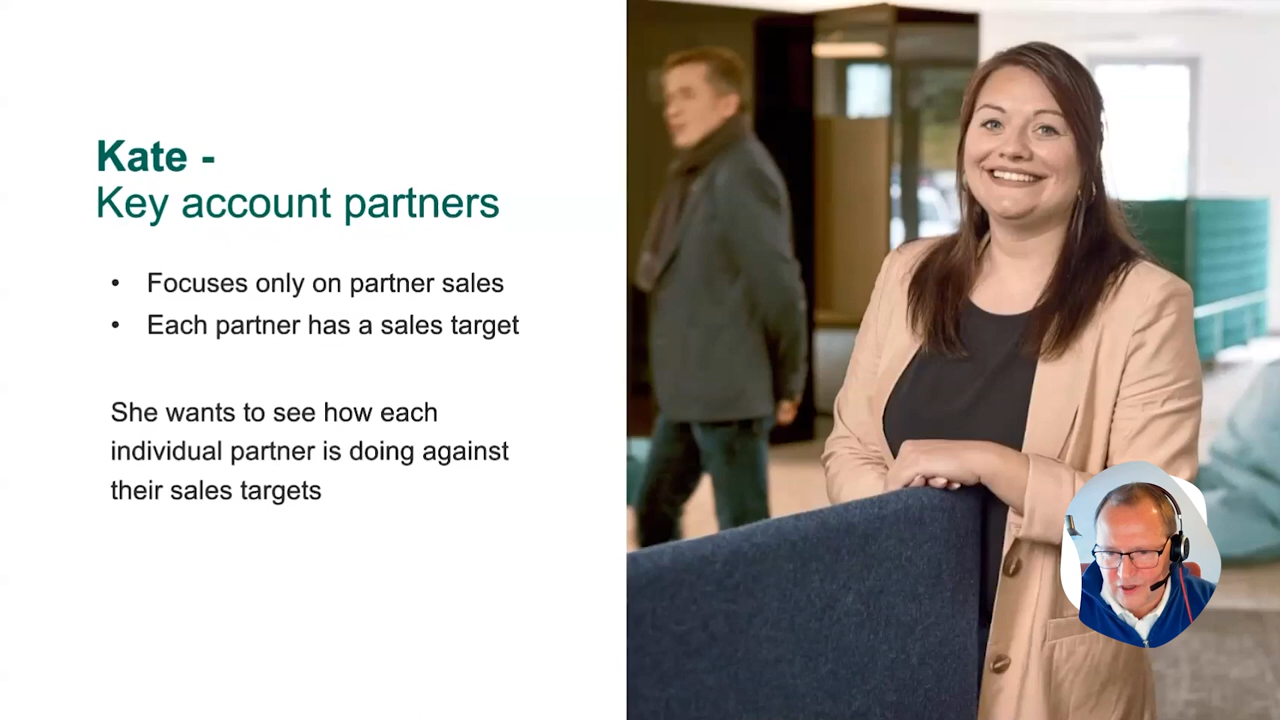 Kate -
Key account partners
• Focuses only on partner sales
• Each partner has a sales target
She wants to see how each
individual partner is doing against
their sales targets